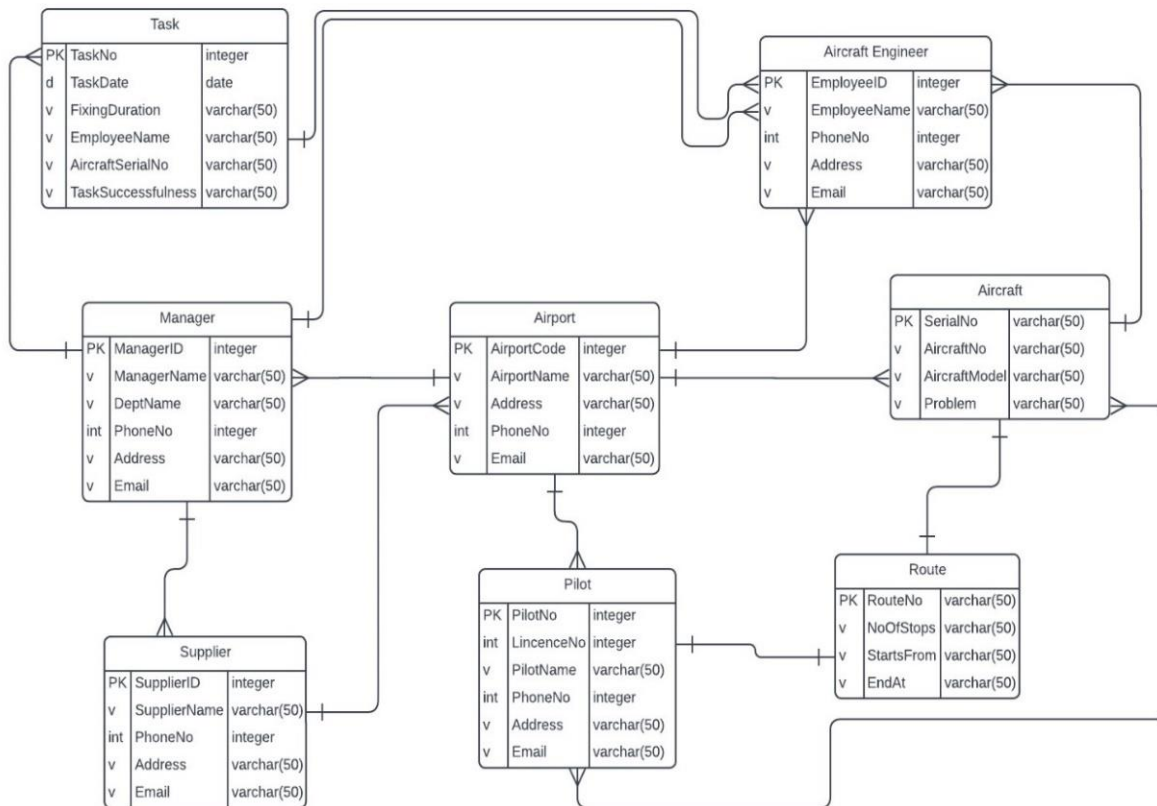 Task
PK TaskNo integer
d TaskDate date
v FixingDuration varchar(50)
v EmployeeName varchar(50)
v AircraftSerialNo varchar(50)
v TaskSuccessfulness varchar(50)
Aircraft Engineer
PK EmployeeID integer
v EmployeeName varchar(50)
int PhoneNo integer
v Address varchar(50)
v Email varchar(50)
Manager
PK ManagerID integer
v ManagerName varchar(50)
v DeptName varchar(50)
int PhoneNo integer
v Address varchar(50)
v Email varchar(50)
Airport
PK AirportCode integer
v AirportName varchar(50)
v Address varchar(50)
int PhoneNo integer
v Email varchar(50)
Aircraft
PK SerialNo varchar(50)
v AircraftNo varchar(50)
v AircraftModel varchar(50)
v Problem varchar(50)
Supplier
PK SupplierID integer
v SupplierName varchar(50)
int PhoneNo integer
v Address varchar(50)
v Email varchar(50)
Pilot
PK PilotNo integer
int LincenceNo integer
v PilotName varchar(50)
int PhoneNo integer
v Address varchar(50)
v Email varchar(50)
Route
PK RouteNo varchar(50)
v NoOfStops varchar(50)
v StartsFrom varchar(50)
v EndAt varchar(50)